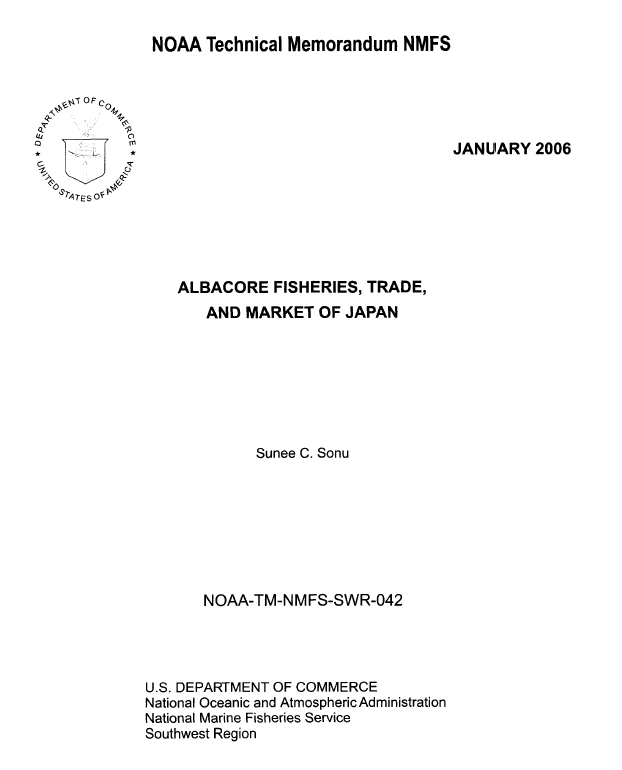 NOAA Technical Memorandum NMFS
DEPARTMENT OF COMMERCE
★ UNITED STATES OF AMERICA ★
JANUARY 2006
ALBACORE FISHERIES, TRADE,
AND MARKET OF JAPAN
Sunee C. Sonu
NOAA-TM-NMFS-SWR-042
U.S. DEPARTMENT OF COMMERCE
National Oceanic and Atmospheric Administration
National Marine Fisheries Service
Southwest Region